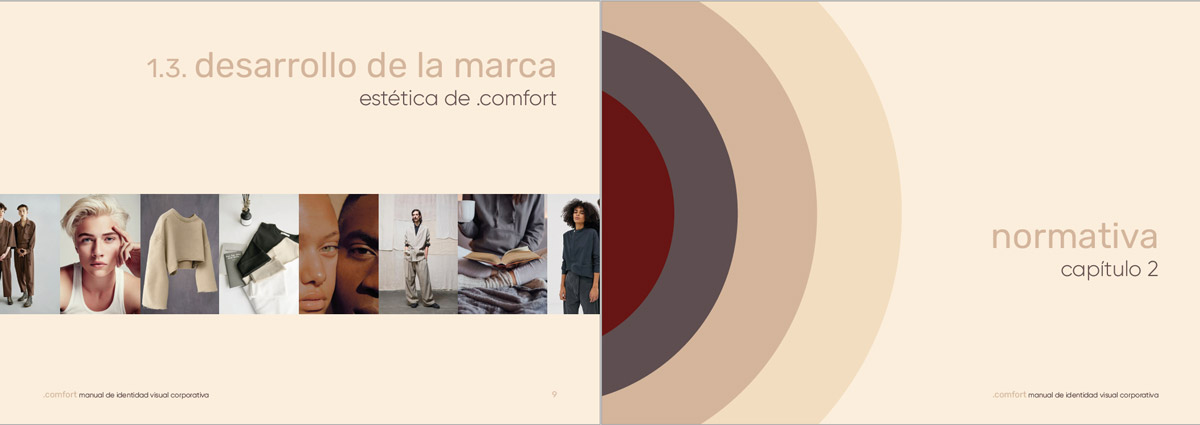 1.3. desarrollo de la marca
estética de .comfort
.comfort manual de identidad visual corporativa
9
normativa
capítulo 2
.comfort manual de identidad visual corporativa